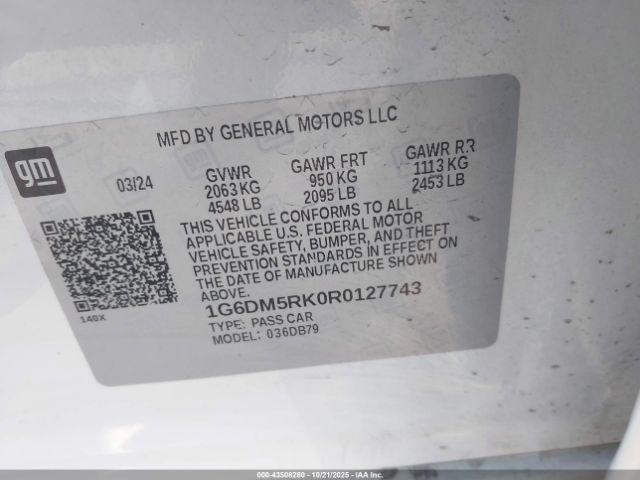 MFD BY GENERAL MOTORS LLC
gm
03/24
GVWR GAWR FRT GAWR RR
2063 KG 950 KG 1113 KG
4548 LB 2095 LB 2453 LB
THIS VEHICLE CONFORMS TO ALL
APPLICABLE U.S. FEDERAL MOTOR
VEHICLE SAFETY, BUMPER, AND THEFT
PREVENTION STANDARDS IN EFFECT ON
THE DATE OF MANUFACTURE SHOWN
ABOVE.
140X
1G6DM5RK0R0127743
TYPE: PASS CAR
MODEL: 036DB79
000-43508280 - 10/21/2025 - IAA Inc.